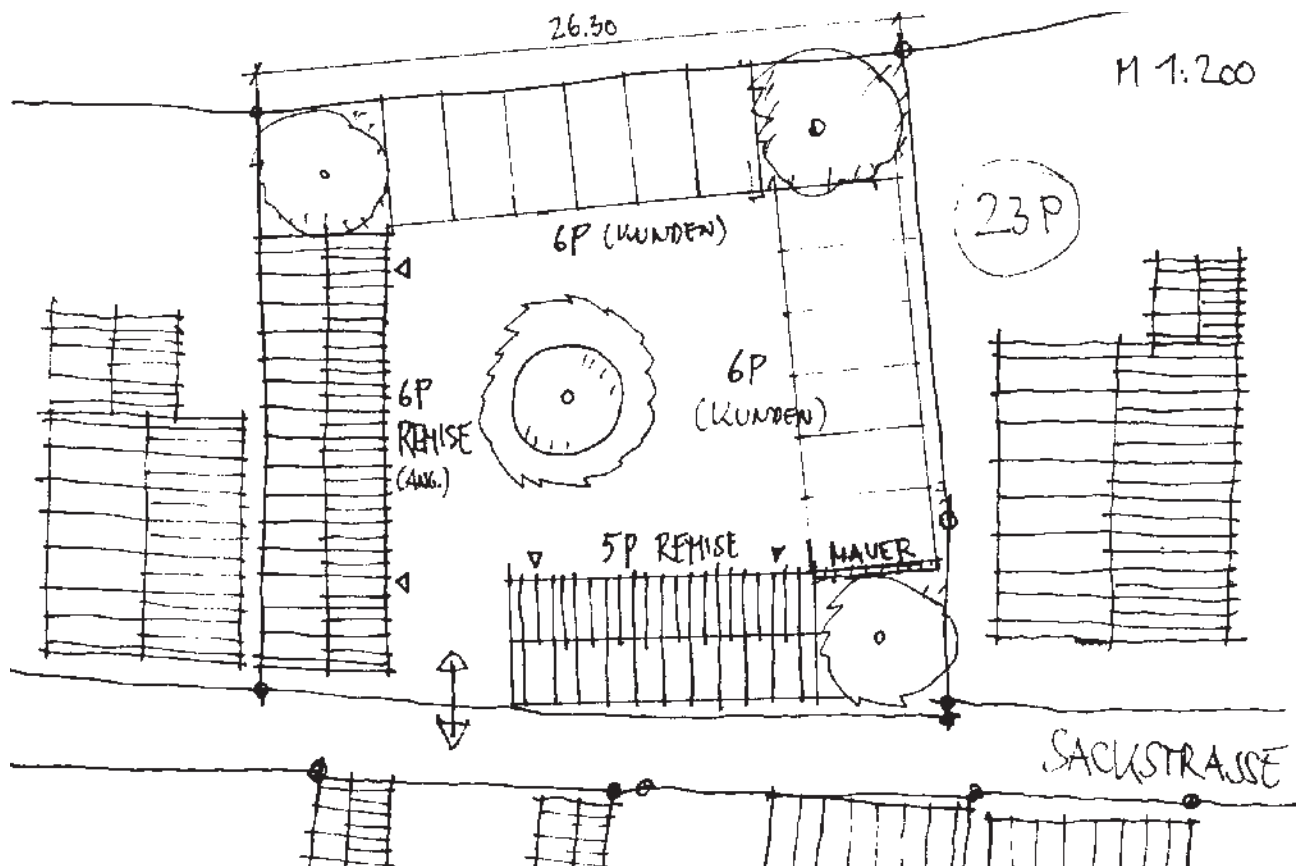 26.30
M 1:200
6P (KUNDEN)
23P
6P
REMISE
(ANG.)
6P
(KUNDEN)
5P REMISE
MAUER
SACKSTRASSE